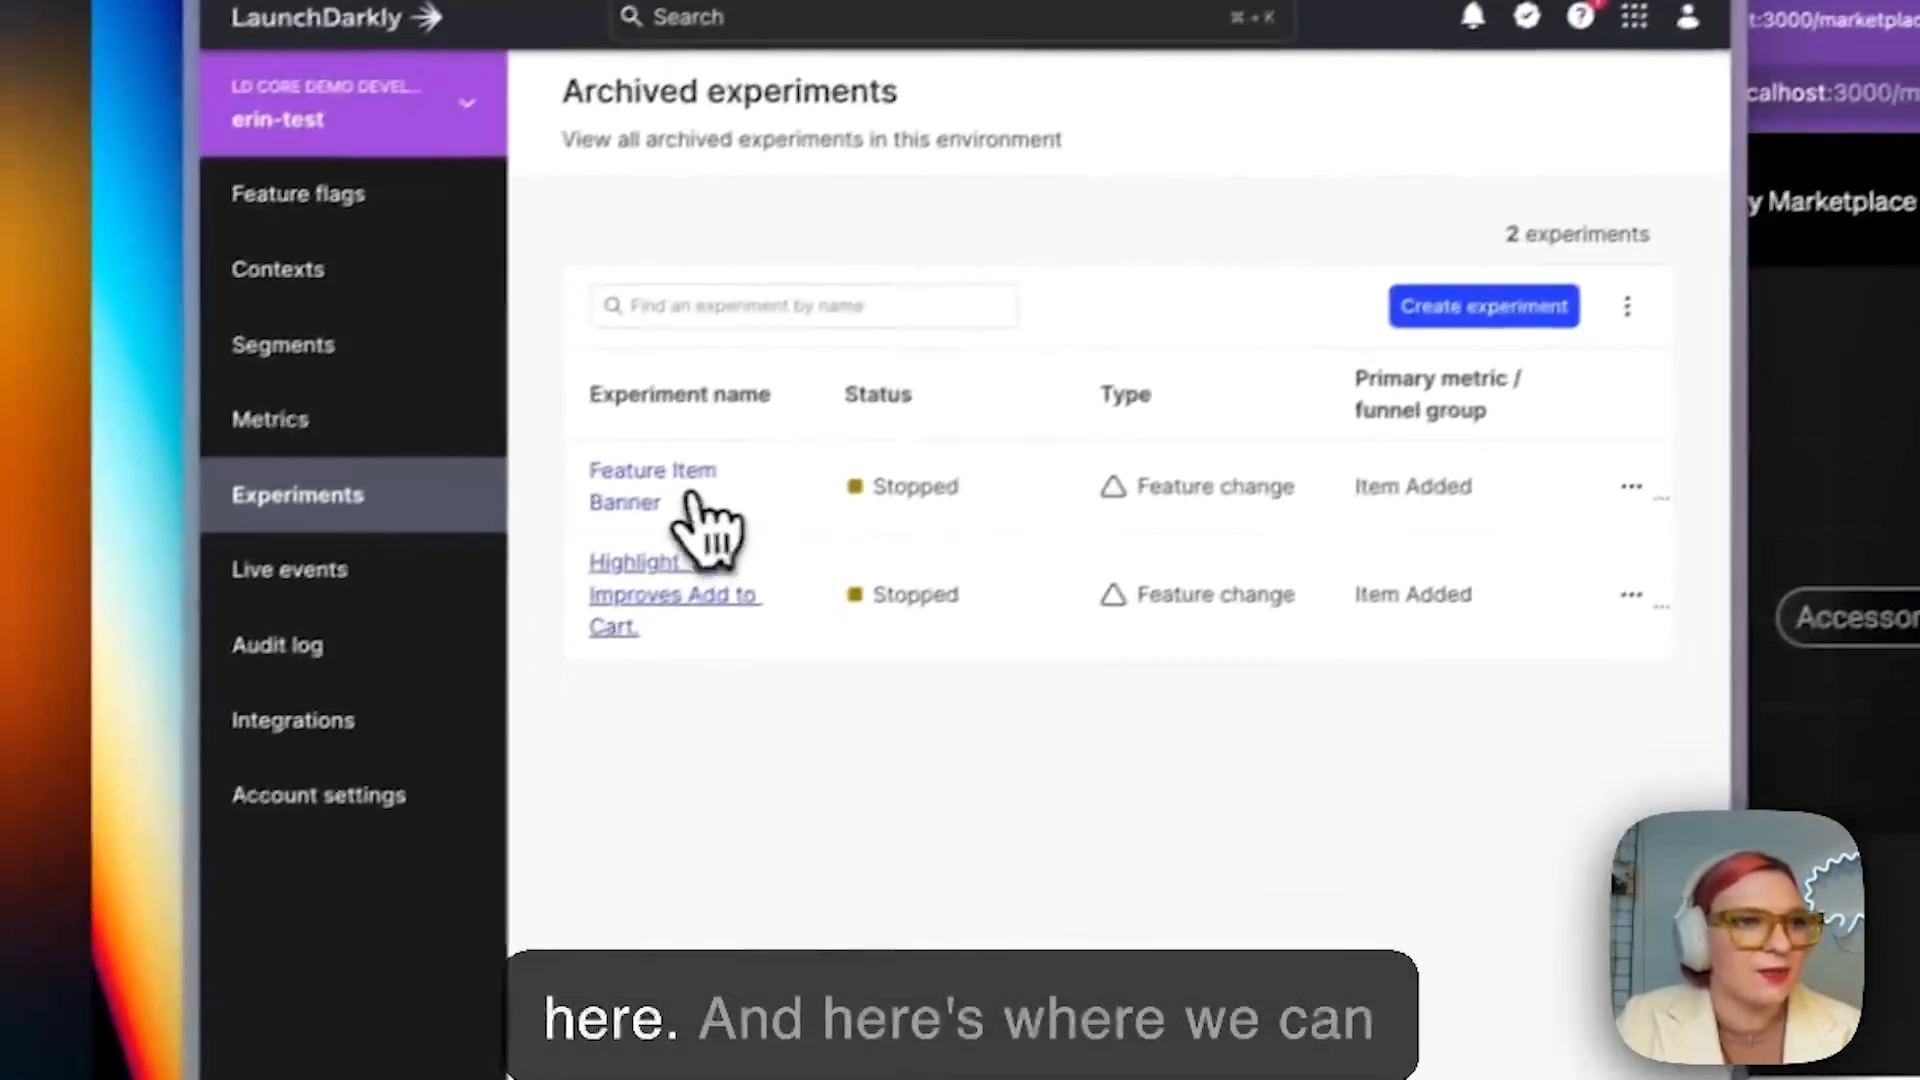 LaunchDarkly
Search
⌘ + K
t:3000/marketplac
LD CORE DEMO DEVEL...
erin-test
calhost:3000/m
Archived experiments
View all archived experiments in this environment
Feature flags
Contexts
Segments
Metrics
Experiments
Live events
Audit log
Integrations
Account settings
y Marketplace
2 experiments
Find an experiment by name
Create experiment
Experiment name
Status
Type
Primary metric /
funnel group
Feature Item
Banner
Stopped
Feature change
Item Added
Highlight
Improves Add to
Cart.
Stopped
Feature change
Item Added
Accessor
here. And here's where we can